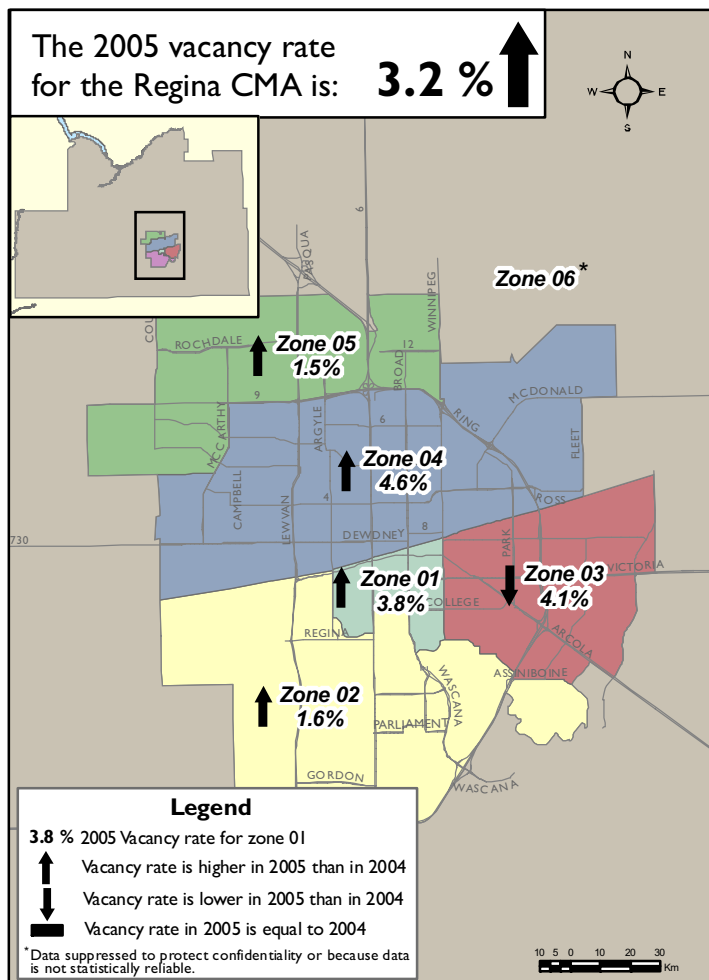 The 2005 vacancy rate
for the Regina CMA is: 3.2 %
N
W E
S
6
PASQUA
WINNIPEG
Zone 06*
COU
ROCHDALE
Zone 05
1.5%
12
BROAD
9
MCDONALD
RING
6
ARGYLE
MCCARTHY
FLEET
Zone 04
4.6%
CAMPBELL
LEWVAN
4
ROSS
8
DEWDNEY
PARK
730
VICTORIA
Zone 01
3.8%
Zone 03
4.1%
COLLEGE
REGINA
ARCOLA
ASSINIBOINE
WASCANA
Zone 02
1.6%
PARLIAMENT
GORDON
WASCANA
Legend
3.8 % 2005 Vacancy rate for zone 01
Vacancy rate is higher in 2005 than in 2004
Vacancy rate is lower in 2005 than in 2004
Vacancy rate in 2005 is equal to 2004
*Data suppressed to protect confidentiality or because data
is not statistically reliable.
10 5 0 10 20 30
Km